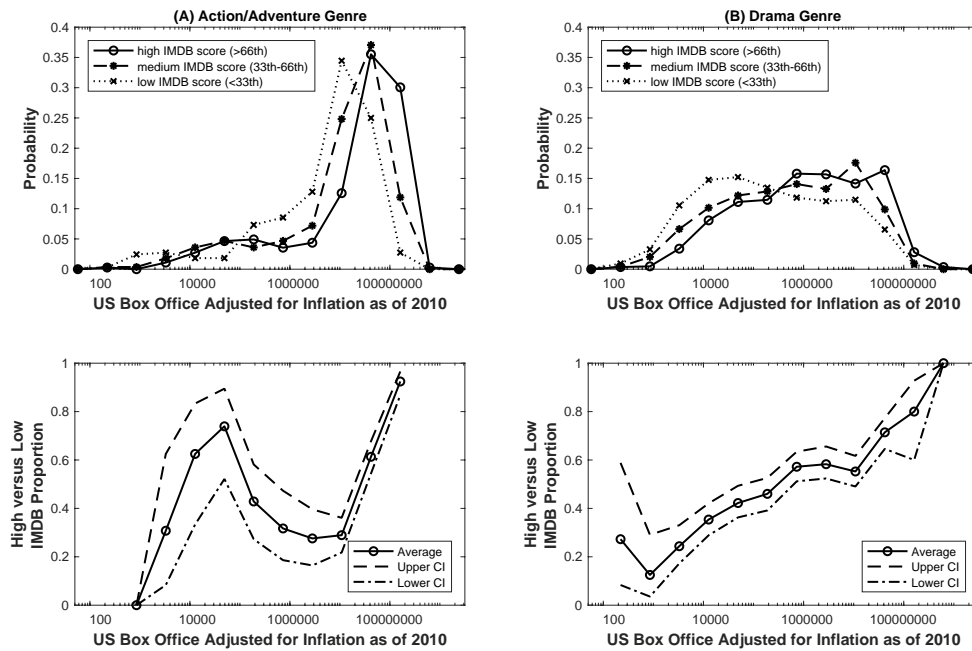 (A) Action/Adventure Genre
0.4
0.35
0.3
0.25
0.2
0.15
0.1
0.05
0
Probability
high IMDB score (>66th)
medium IMDB score (33th-66th)
low IMDB score (<33th)
100
10000
1000000
100000000
US Box Office Adjusted for Inflation as of 2010
(B) Drama Genre
0.4
0.35
0.3
0.25
0.2
0.15
0.1
0.05
0
Probability
high IMDB score (>66th)
medium IMDB score (33th-66th)
low IMDB score (<33th)
100
10000
1000000
100000000
US Box Office Adjusted for Inflation as of 2010
1
0.8
0.6
0.4
0.2
0
High versus Low
IMDB Proportion
Average
Upper CI
Lower CI
100
10000
1000000
100000000
US Box Office Adjusted for Inflation as of 2010
1
0.8
0.6
0.4
0.2
0
High versus Low
IMDB Proportion
Average
Upper CI
Lower CI
100
10000
1000000
100000000
US Box Office Adjusted for Inflation as of 2010